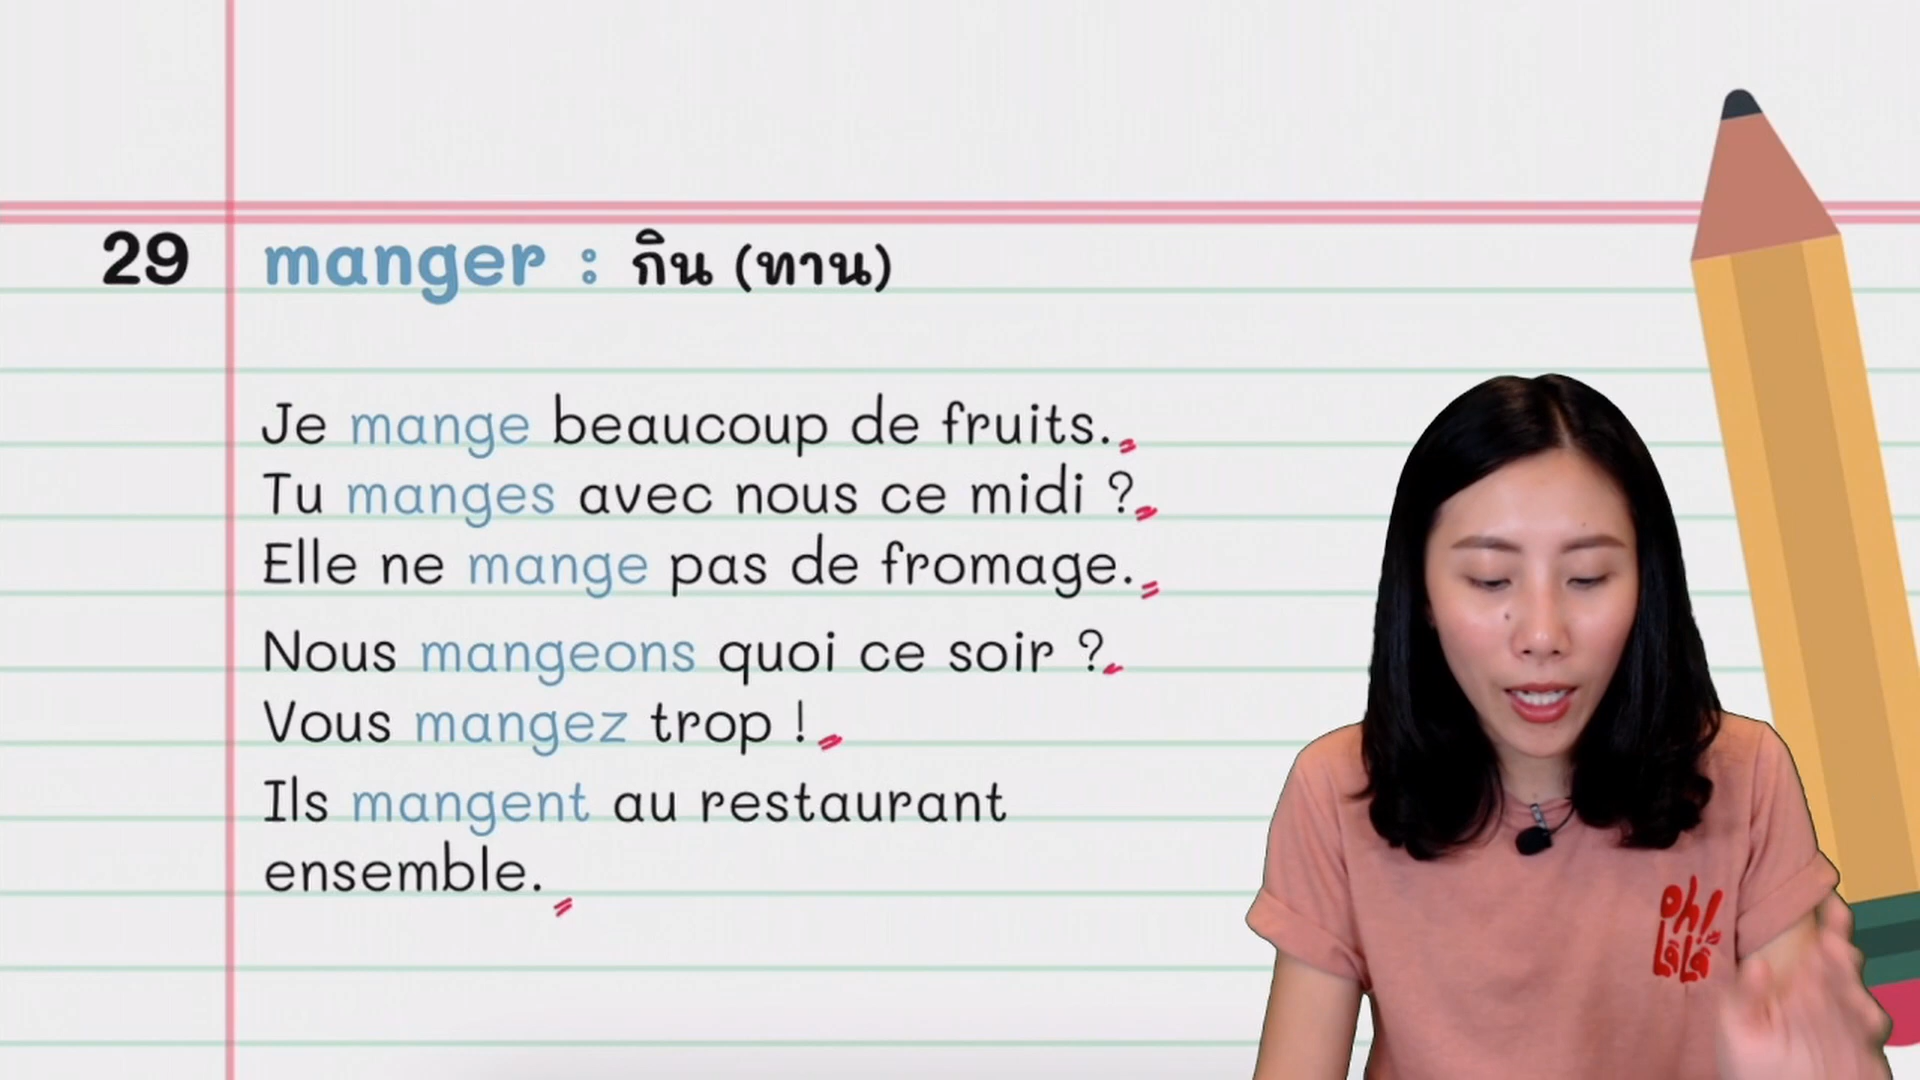 29 manger : กิน (ทาน)
Je mange beaucoup de fruits.
Tu manges avec nous ce midi ?
Elle ne mange pas de fromage.
Nous mangeons quoi ce soir ?
Vous mangez trop !
Ils mangent au restaurant
ensemble.
oh!
làlà